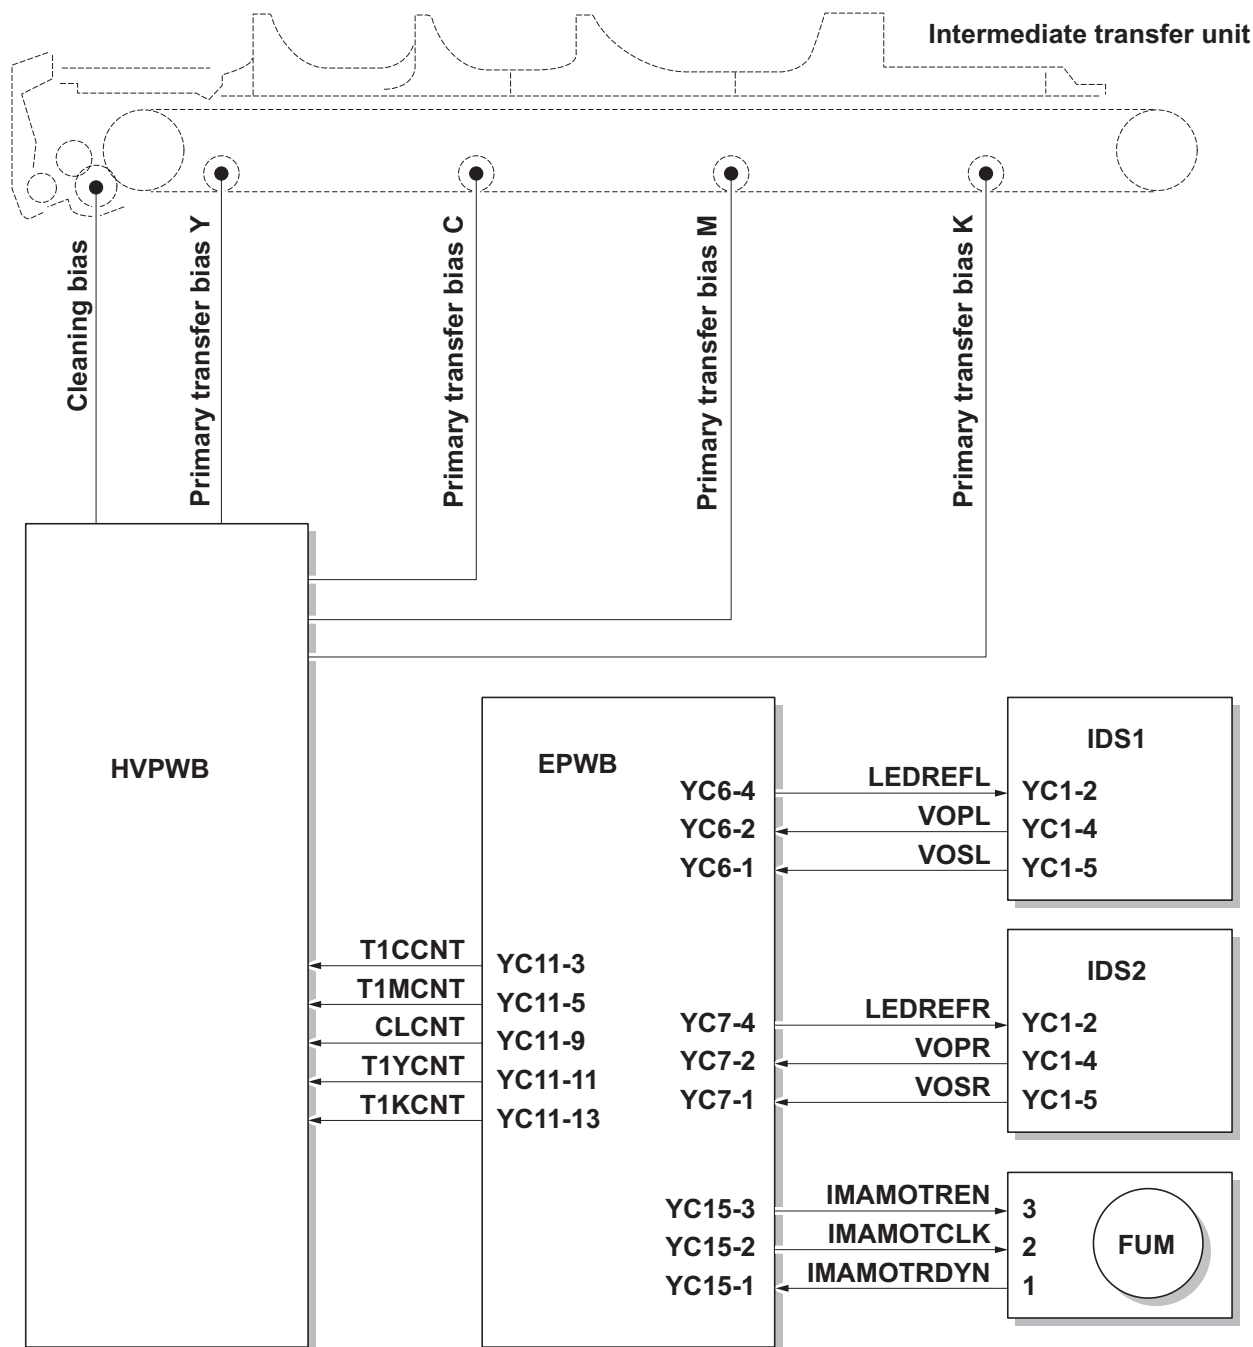 Intermediate transfer unit
Cleaning bias
Primary transfer bias Y
Primary transfer bias C
Primary transfer bias M
Primary transfer bias K
HVPWB
EPWB
IDS1
YC6-4
LEDREFL
YC1-2
YC6-2
VOPL
YC1-4
YC6-1
VOSL
YC1-5
T1CCNT
YC11-3
T1MCNT
YC11-5
CLCNT
YC11-9
T1YCNT
YC11-11
T1KCNT
YC11-13
IDS2
YC7-4
LEDREFR
YC1-2
YC7-2
VOPR
YC1-4
YC7-1
VOSR
YC1-5
YC15-3
IMAMOTREN
3
YC15-2
IMAMOTCLK
2
YC15-1
IMAMOTRDYN
1
FUM